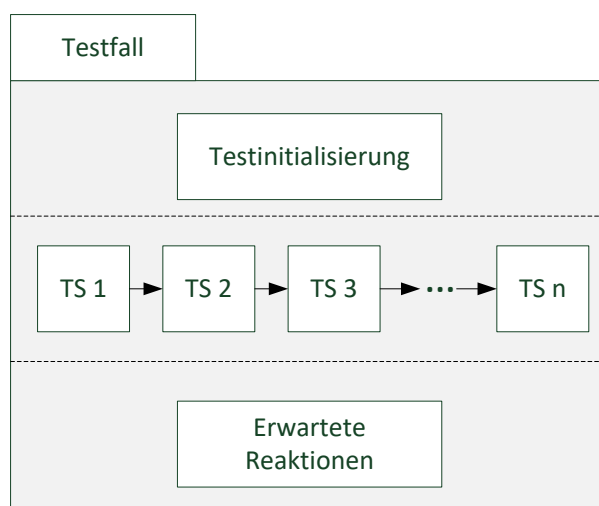 Testfall
Testinitialisierung
TS 1
TS 2
TS 3
...
TS n
Erwartete
Reaktionen